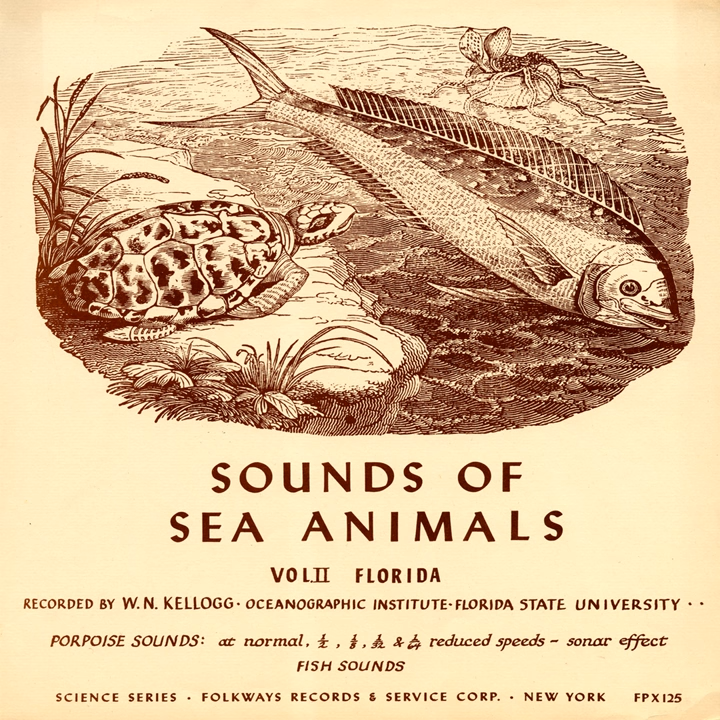 SOUNDS OF
SEA ANIMALS
VOL.II FLORIDA
RECORDED BY W.N. KELLOGG · OCEANOGRAPHIC INSTITUTE · FLORIDA STATE UNIVERSITY · ·
PORPOISE SOUNDS: at normal, ½, ⅛, 1/32 & 1/64 reduced speeds ~ sonar effect
FISH SOUNDS
SCIENCE SERIES · FOLKWAYS RECORDS & SERVICE CORP. · NEW YORK FPX125